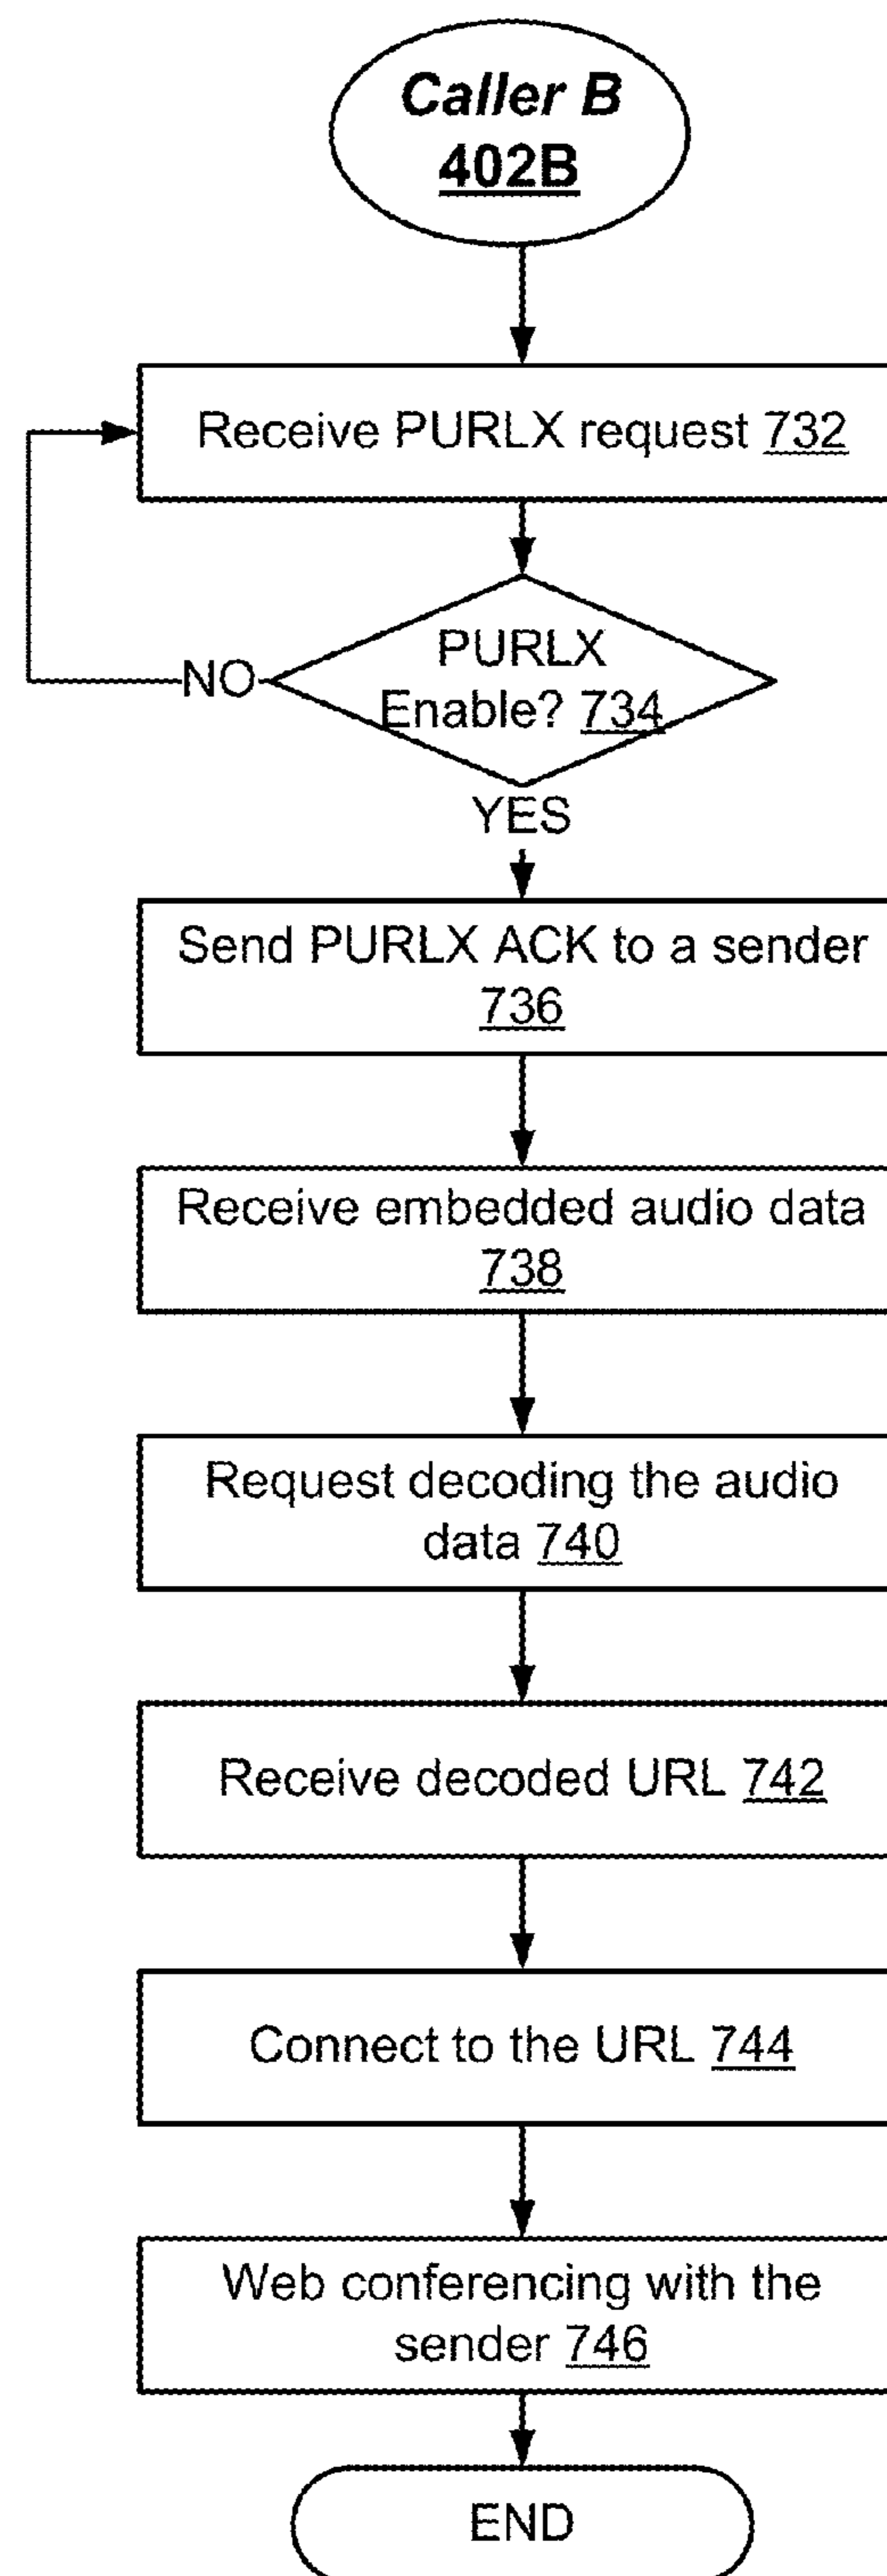 Caller B
402B
Receive PURLX request 732
PURLX
Enable? 734
NO
YES
Send PURLX ACK to a sender
736
Receive embedded audio data
738
Request decoding the audio
data 740
Receive decoded URL 742
Connect to the URL 744
Web conferencing with the
sender 746
END